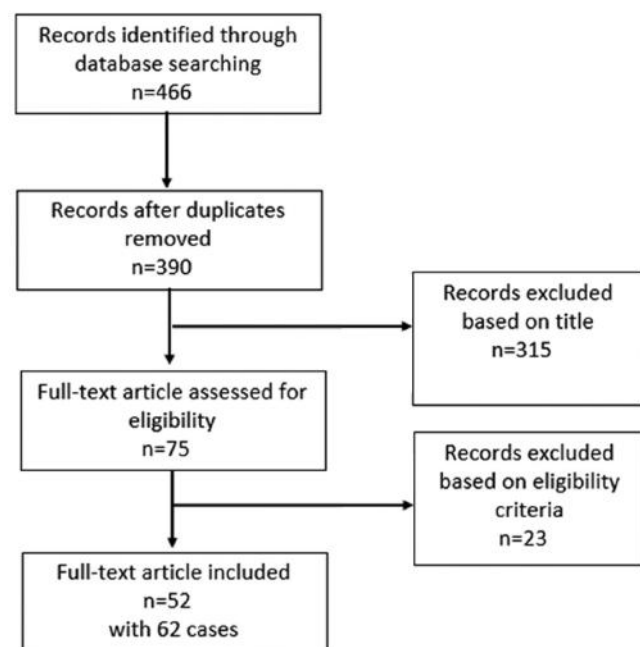 Records identified through
database searching
n=466
Records after duplicates
removed
n=390
Records excluded
based on title
n=315
Full-text article assessed for
eligibility
n=75
Records excluded
based on eligibility
criteria
n=23
Full-text article included
n=52
with 62 cases